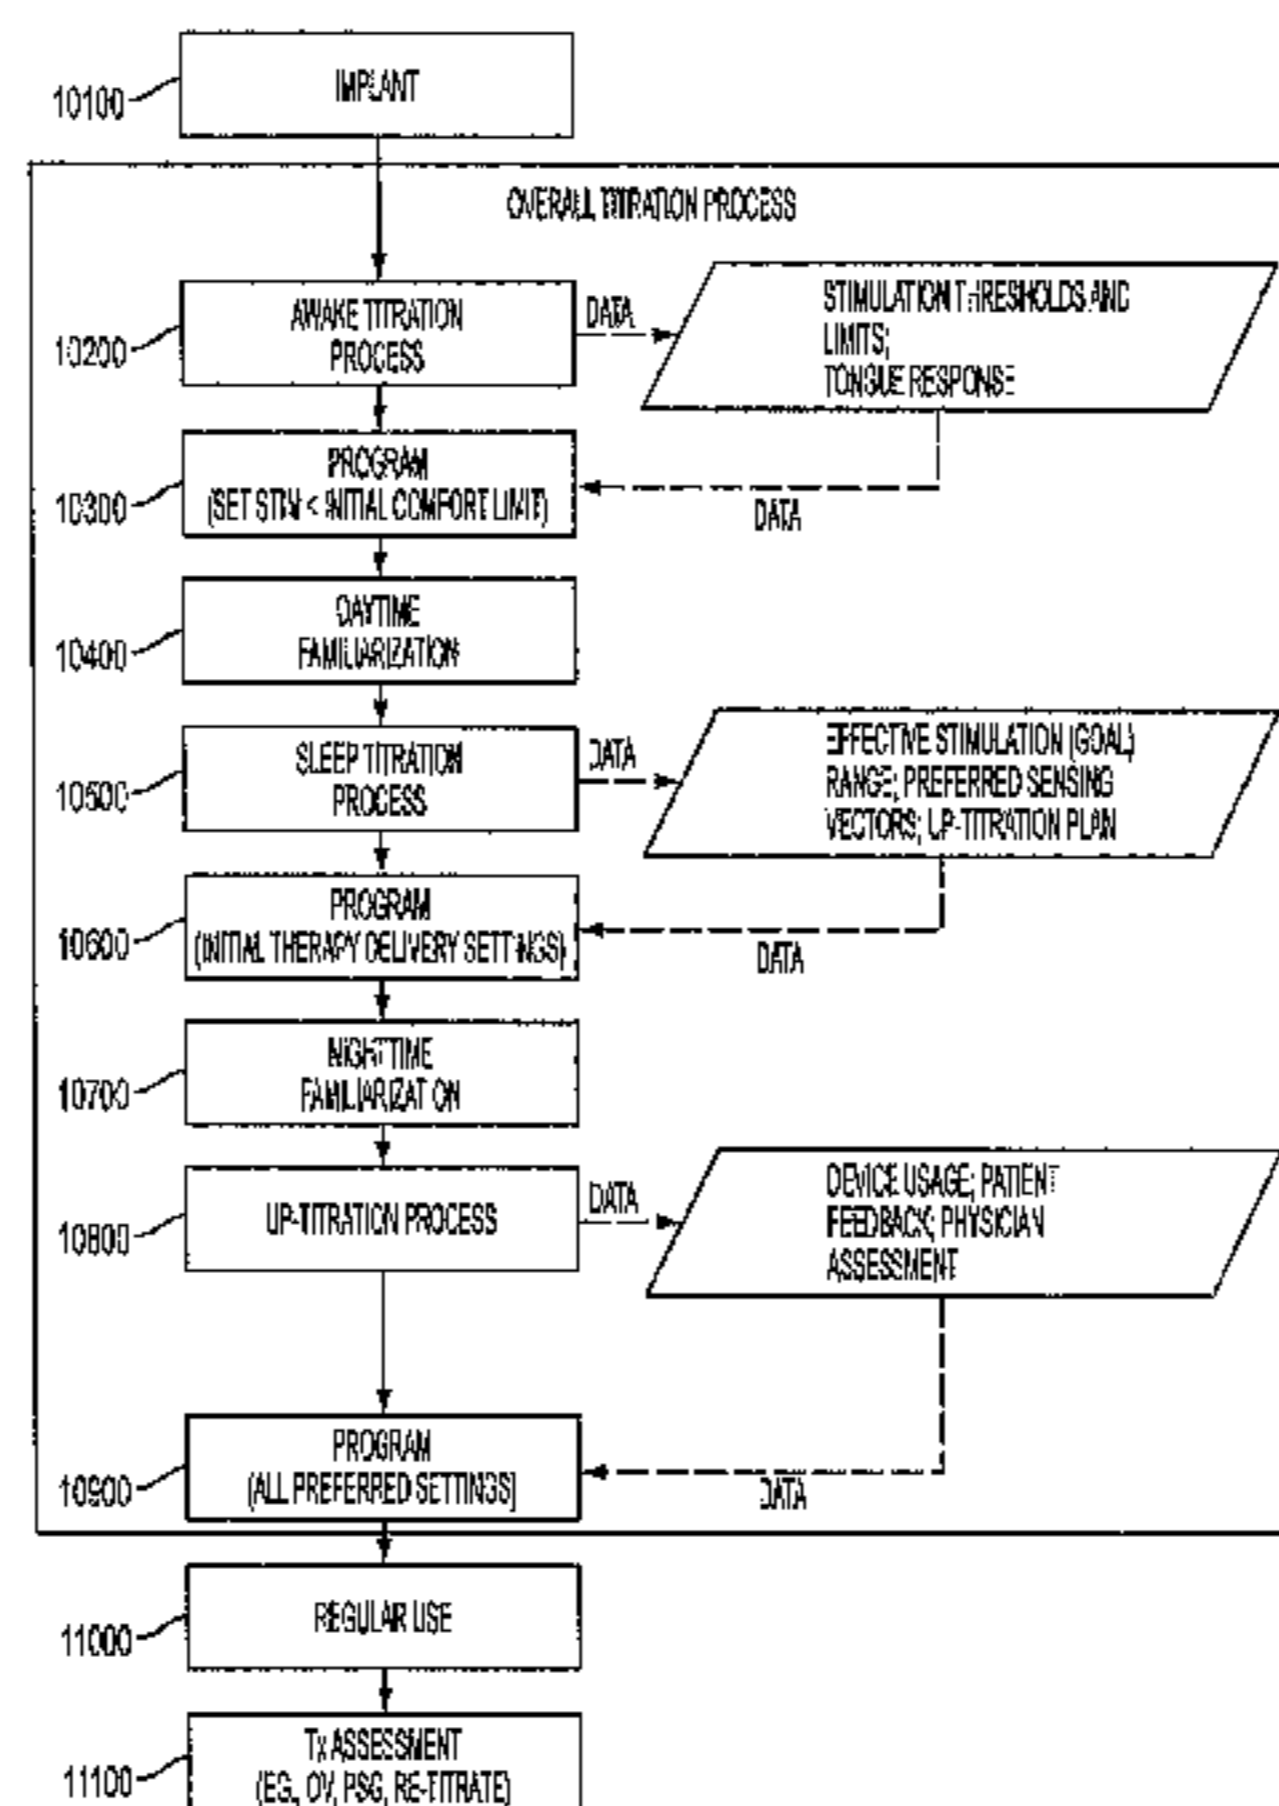 10100
IMPLANT
OVERALL TITRATION PROCESS
10200
AWAKE TITRATION
PROCESS
DATA
STIMULATION THRESHOLDS AND
LIMITS;
TONGUE RESPONSE
10300
PROGRAM
(SET STIM < INITIAL COMFORT LIMIT)
DATA
10400
DAYTIME
FAMILIARIZATION
10500
SLEEP TITRATION
PROCESS
DATA
EFFECTIVE STIMULATION (GOAL)
RANGE; PREFERRED SENSING
VECTORS; UP-TITRATION PLAN
10600
PROGRAM
(INITIAL THERAPY DELIVERY SETTINGS)
DATA
10700
NIGHTTIME
FAMILIARIZATION
10800
UP-TITRATION PROCESS
DATA
DEVICE USAGE; PATIENT
FEEDBACK; PHYSICIAN
ASSESSMENT
10900
PROGRAM
(ALL PREFERRED SETTINGS)
DATA
11000
REGULAR USE
11100
Tx ASSESSMENT
(EG., OV, PSG, RE-TITRATE)